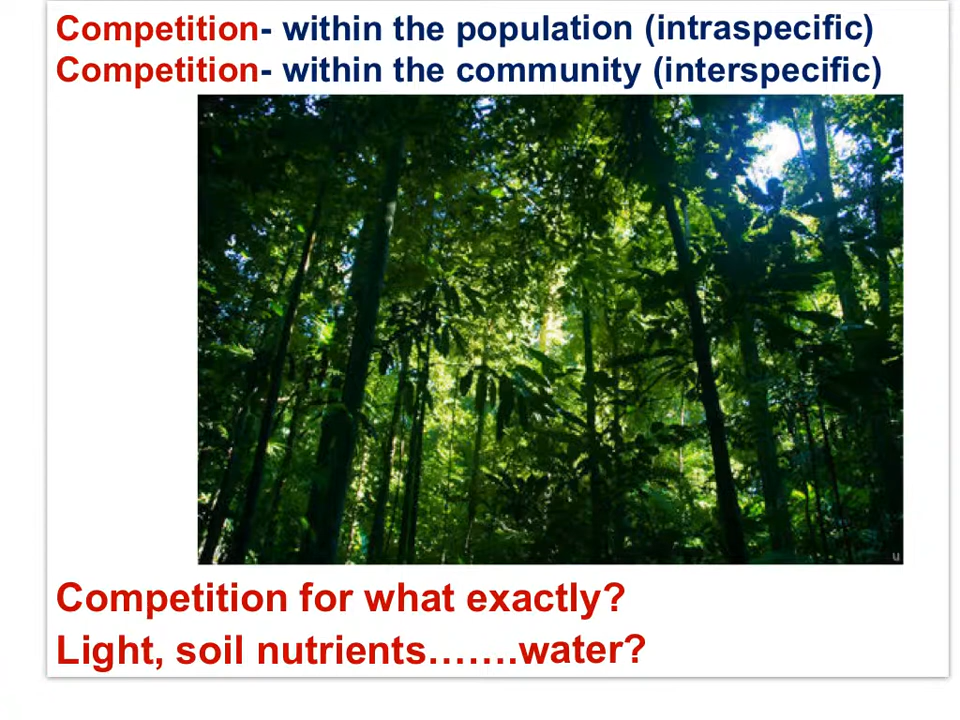 Competition- within the population (intraspecific)
Competition- within the community (interspecific)
u
Competition for what exactly?
Light, soil nutrients…….water?